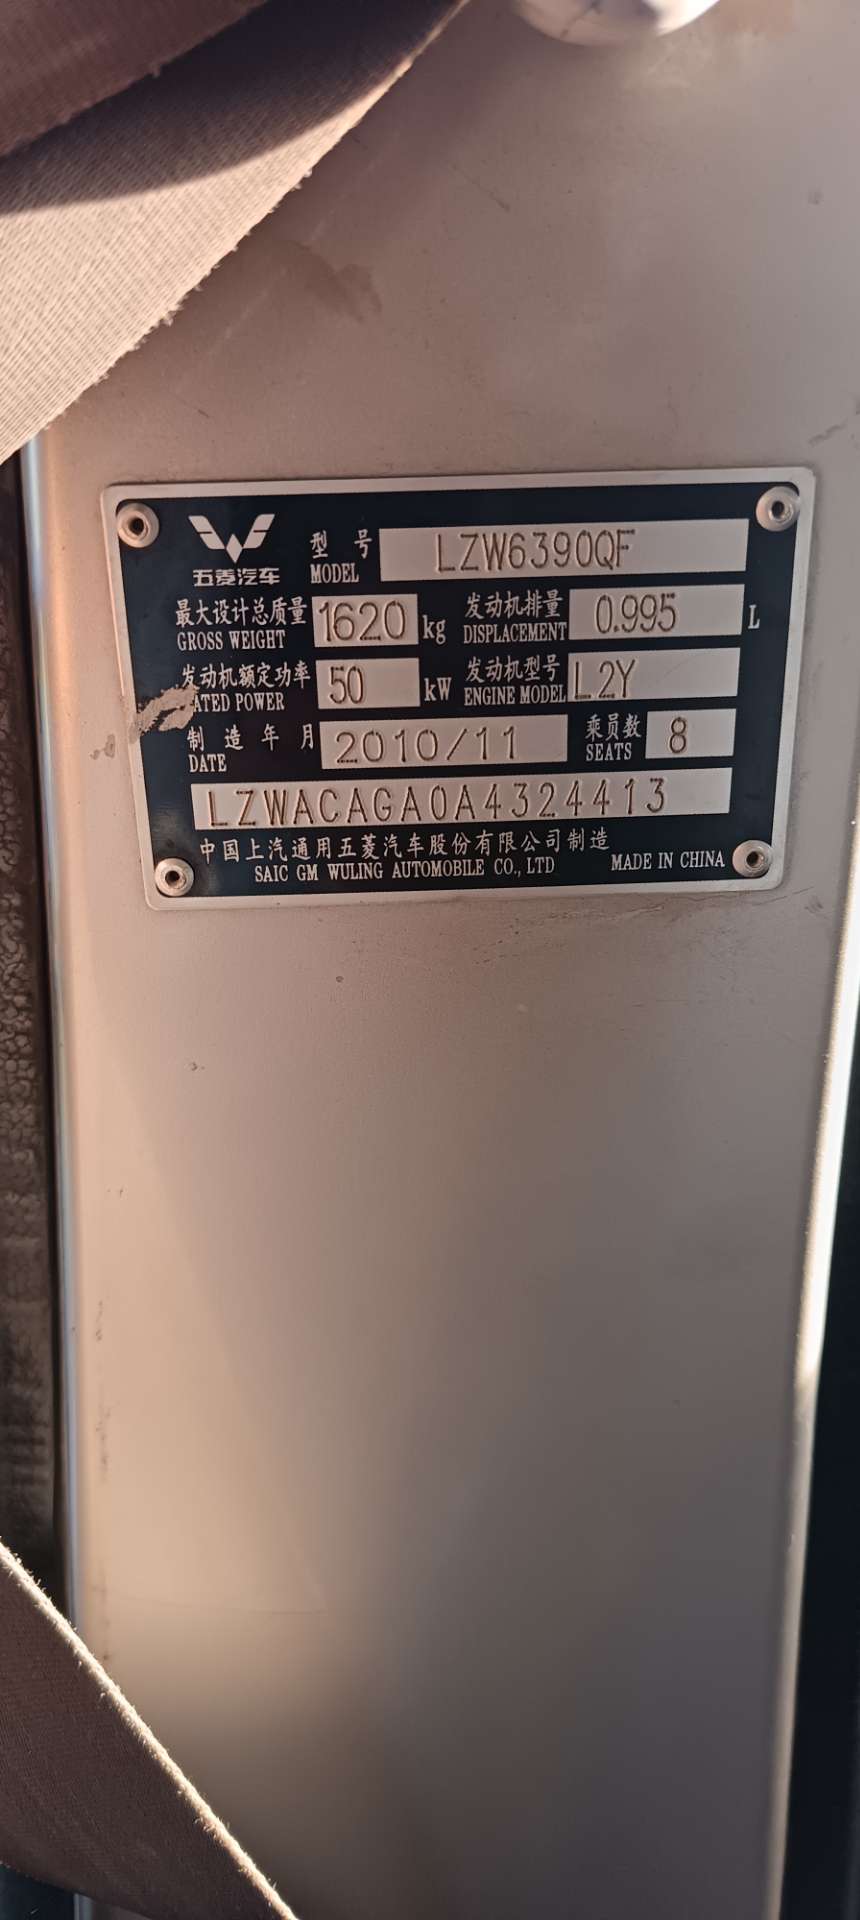 五菱汽车
型号 MODEL LZW6390QF
最大设计总质量 GROSS WEIGHT 1620 kg 发动机排量 DISPLACEMENT 0.995 L
发动机额定功率 RATED POWER 50 kW 发动机型号 ENGINE MODEL L2Y
制造年月 DATE 2010/11 乘员数 SEATS 8
LZWACAGA0A4324413
中国上汽通用五菱汽车股份有限公司制造
SAIC GM WULING AUTOMOBILE CO., LTD MADE IN CHINA